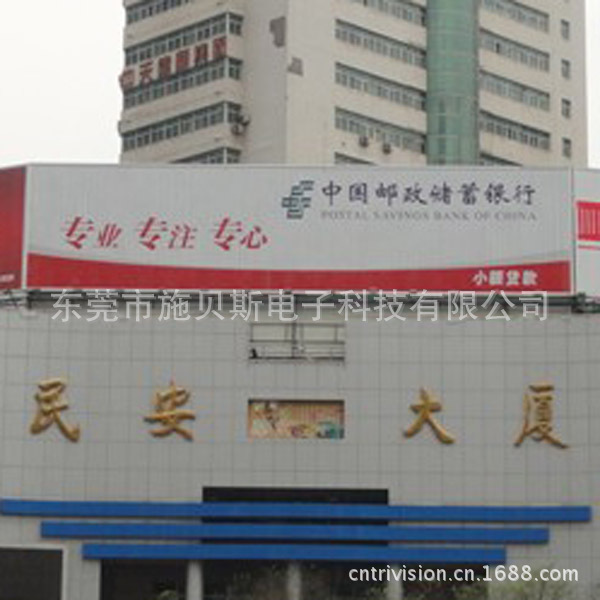 中国邮政储蓄银行
POSTAL SAVINGS BANK OF CHINA
专业 专注 专心
小额贷款
东莞市施贝斯电子科技有限公司
民安大厦
cntrivision.cn.1688.com